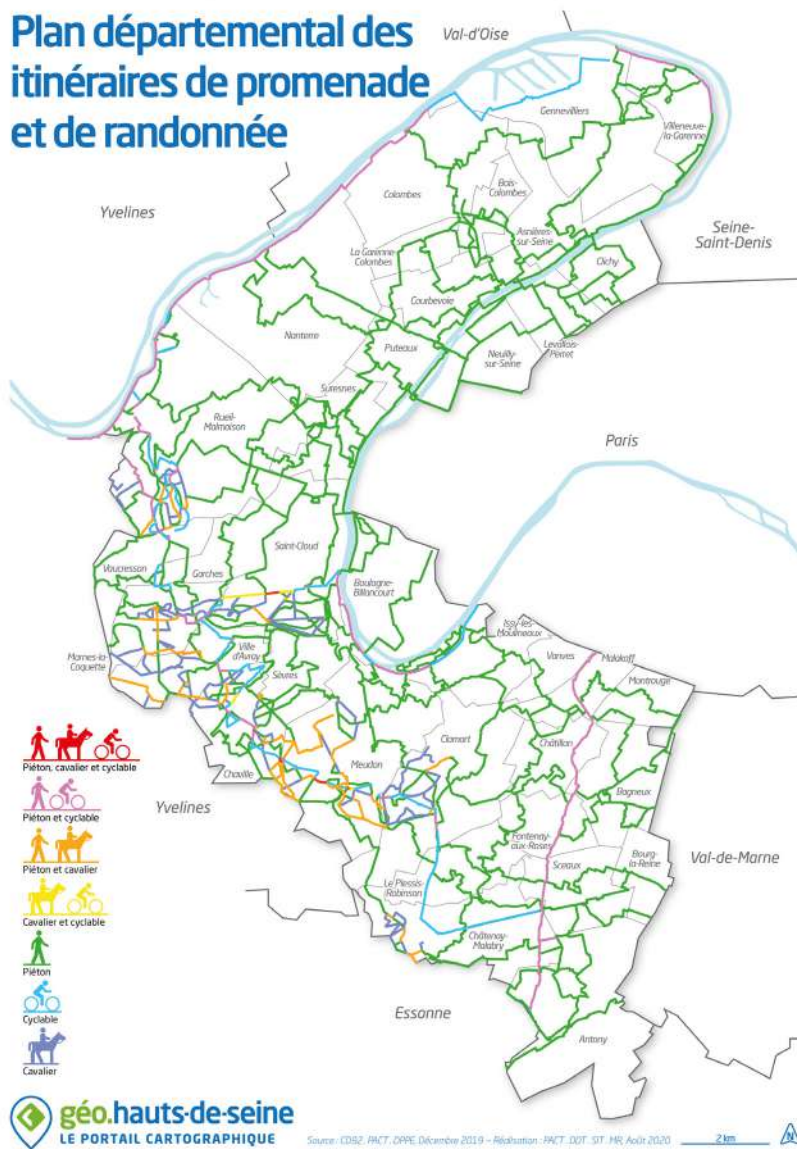 Plan départemental des
itinéraires de promenade
et de randonnée
Val-d'Oise
Gennevilliers
Villeneuve-
la-Garenne
Yvelines
Colombes
Bois-
Colombes
Seine-
Saint-Denis
Asnières-
sur-Seine
La Garenne-
Colombes
Clichy
Courbevoie
Nanterre
Puteaux
Levallois-
Perret
Neuilly-
sur-Seine
Suresnes
Rueil-
Malmaison
Paris
Saint-Cloud
Vaucresson
Garches
Boulogne-
Billancourt
Issy-les-
Moulineaux
Vanves
Malakoff
Marnes-la-
Coquette
Ville
d'Avray
Sèvres
Montrouge
Clamart
Châtillon
Meudon
Chaville
Bagneux
Piéton, cavalier et cyclable
Piéton et cyclable
Piéton et cavalier
Cavalier et cyclable
Piéton
Cyclable
Cavalier
Yvelines
Fontenay-
aux-Roses
Bourg-
la-Reine
Sceaux
Val-de-Marne
Le Plessis-
Robinson
Châtenay-
Malabry
Essonne
Antony
géo.hauts-de-seine
LE PORTAIL CARTOGRAPHIQUE
Source : CD92, PACT, DPPE, Décembre 2019 – Réalisation : PACT, DDT, SIT, MR, Août 2020
2 km
N